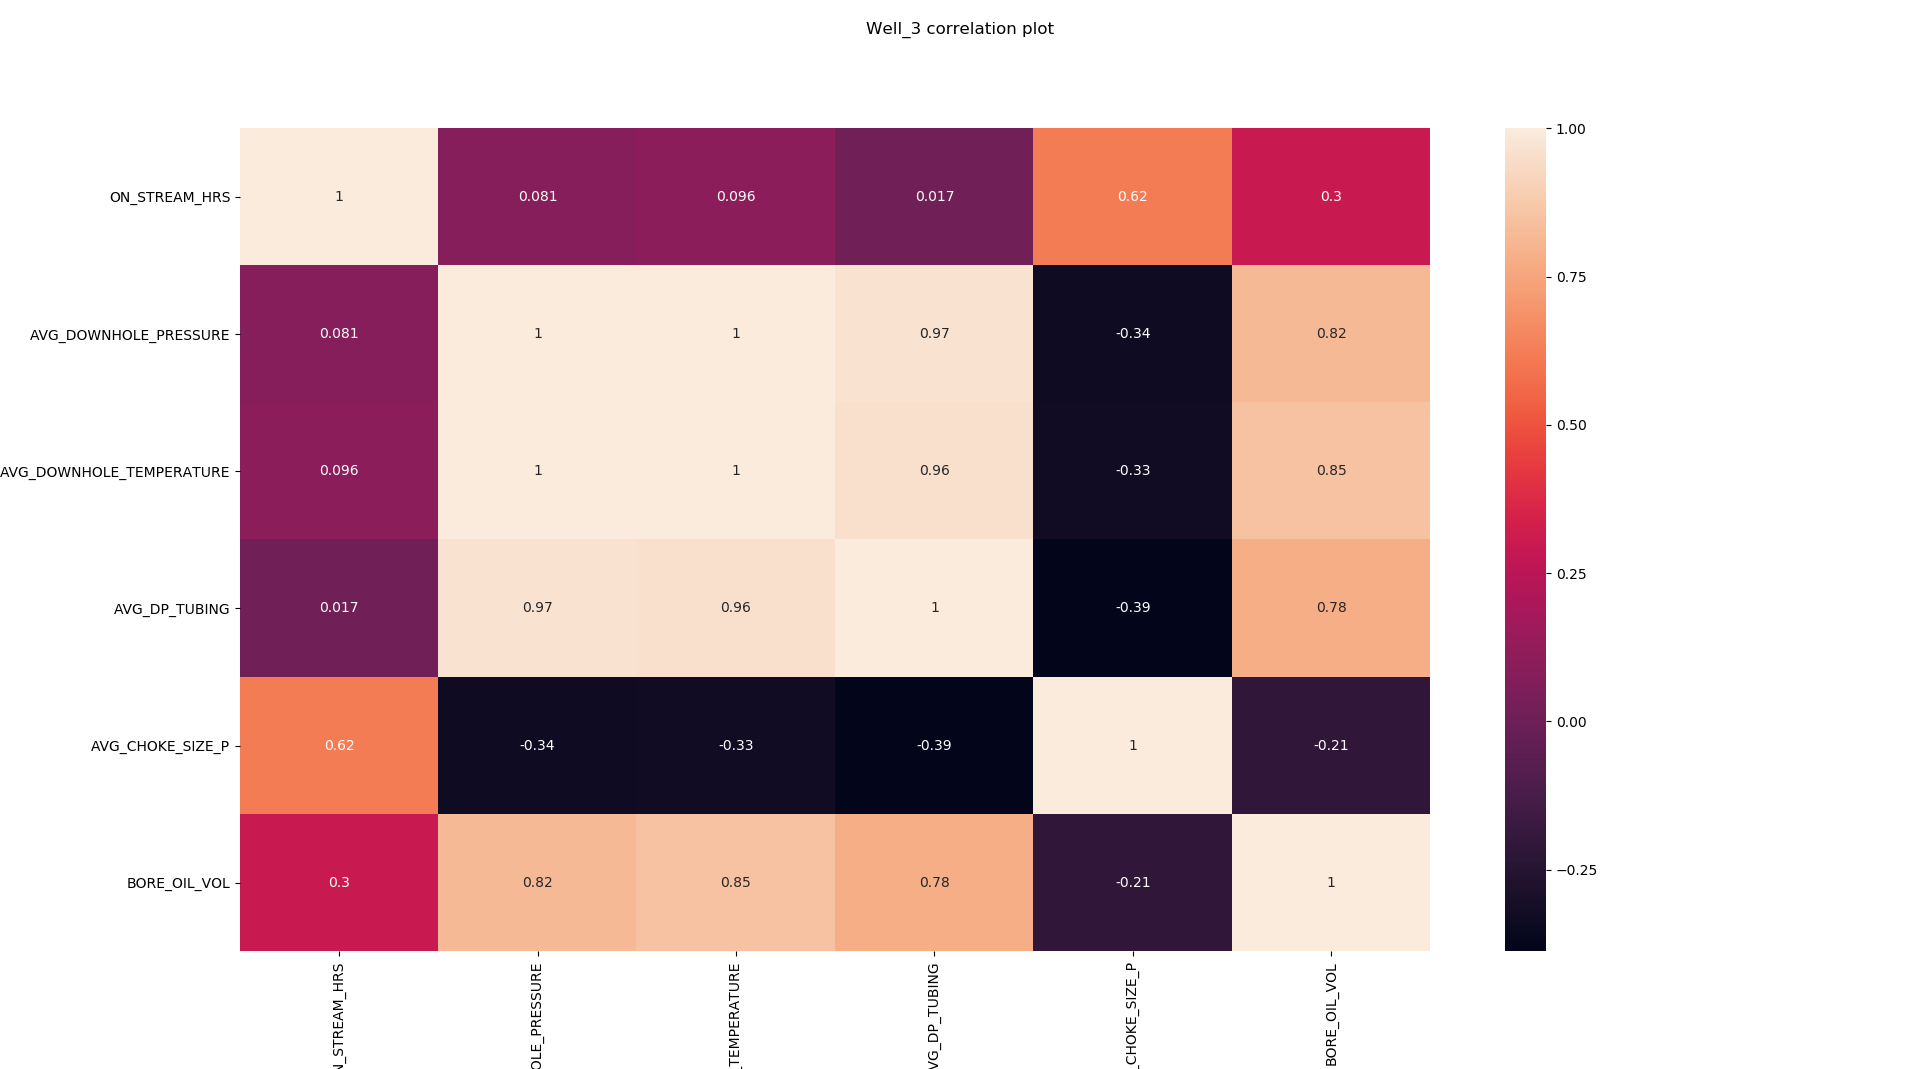 Well_3 correlation plot
ON_STREAM_HRS 1 0.081 0.096 0.017 0.62 0.3
AVG_DOWNHOLE_PRESSURE 0.081 1 1 0.97 -0.34 0.82
AVG_DOWNHOLE_TEMPERATURE 0.096 1 1 0.96 -0.33 0.85
AVG_DP_TUBING 0.017 0.97 0.96 1 -0.39 0.78
AVG_CHOKE_SIZE_P 0.62 -0.34 -0.33 -0.39 1 -0.21
BORE_OIL_VOL 0.3 0.82 0.85 0.78 -0.21 1
N_STREAM_HRS
OLE_PRESSURE
_TEMPERATURE
VG_DP_TUBING
_CHOKE_SIZE_P
BORE_OIL_VOL
1.00
0.75
0.50
0.25
0.00
−0.25